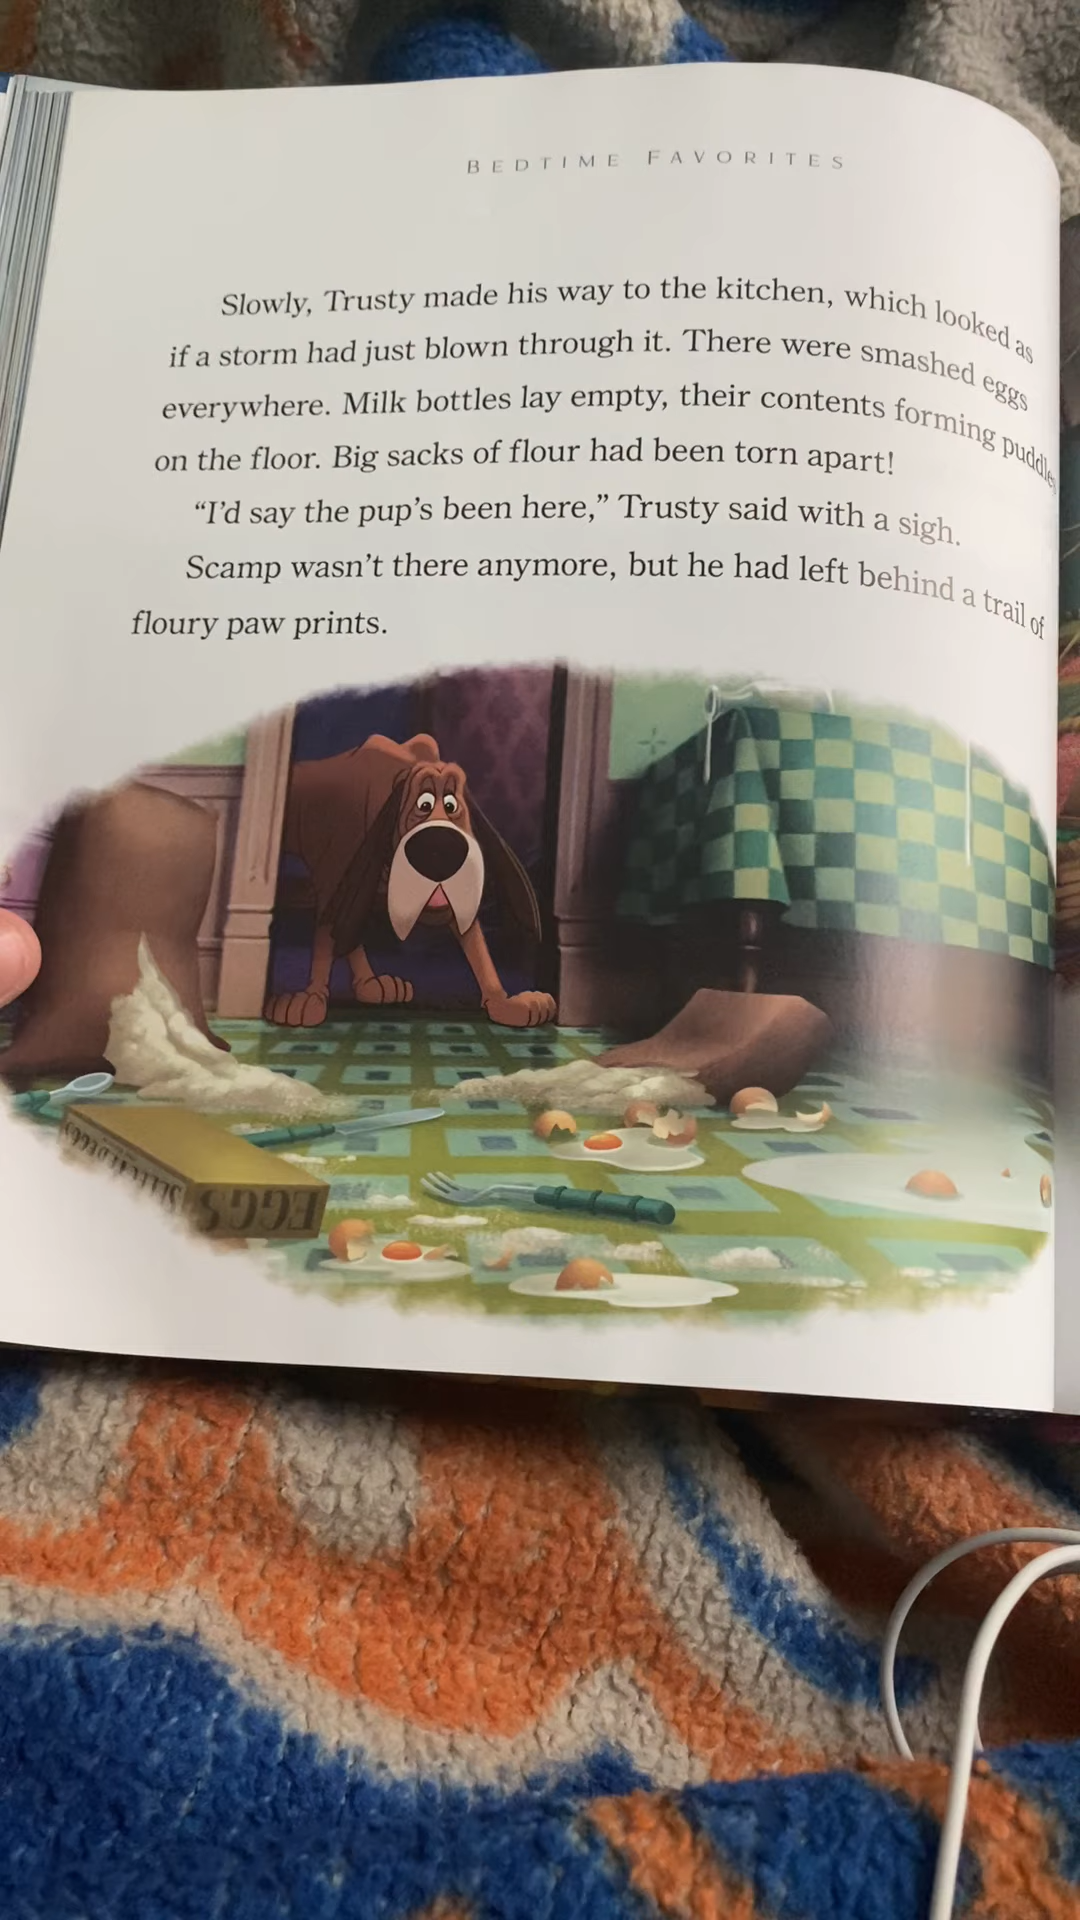 BEDTIME FAVORITES
Slowly, Trusty made his way to the kitchen, which looked as
if a storm had just blown through it. There were smashed eggs
everywhere. Milk bottles lay empty, their contents forming puddles
on the floor. Big sacks of flour had been torn apart!
“I’d say the pup’s been here,” Trusty said with a sigh.
Scamp wasn’t there anymore, but he had left behind a trail of
floury paw prints.
SELECTED EGGS
EGGS